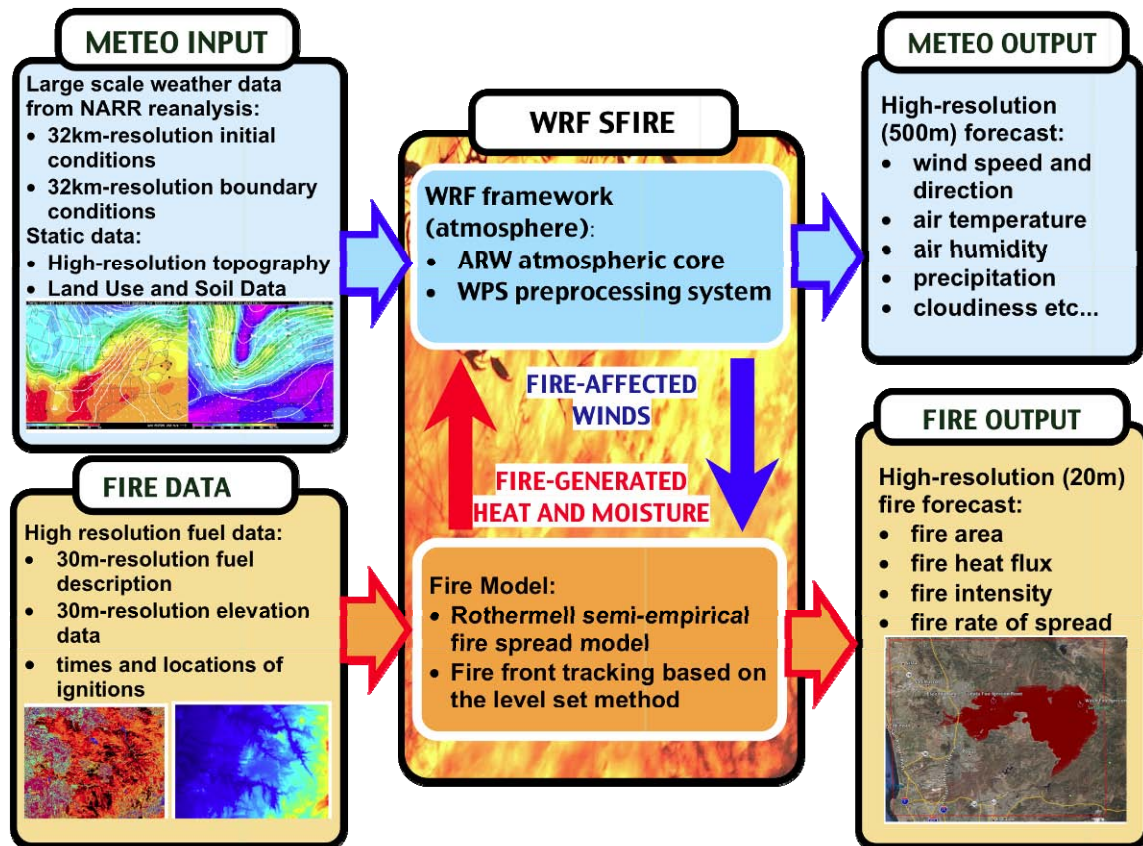 METEO INPUT
Large scale weather data
from NARR reanalysis:
• 32km-resolution initial
conditions
• 32km-resolution boundary
conditions
Static data:
• High-resolution topography
• Land Use and Soil Data
FIRE DATA
High resolution fuel data:
• 30m-resolution fuel
description
• 30m-resolution elevation
data
• times and locations of
ignitions
WRF SFIRE
WRF framework
(atmosphere):
• ARW atmospheric core
• WPS preprocessing system
FIRE-AFFECTED
WINDS
FIRE-GENERATED
HEAT AND MOISTURE
Fire Model:
• Rothermell semi-empirical
fire spread model
• Fire front tracking based on
the level set method
METEO OUTPUT
High-resolution
(500m) forecast:
• wind speed and
direction
• air temperature
• air humidity
• precipitation
• cloudiness etc...
FIRE OUTPUT
High-resolution (20m)
fire forecast:
• fire area
• fire heat flux
• fire intensity
• fire rate of spread